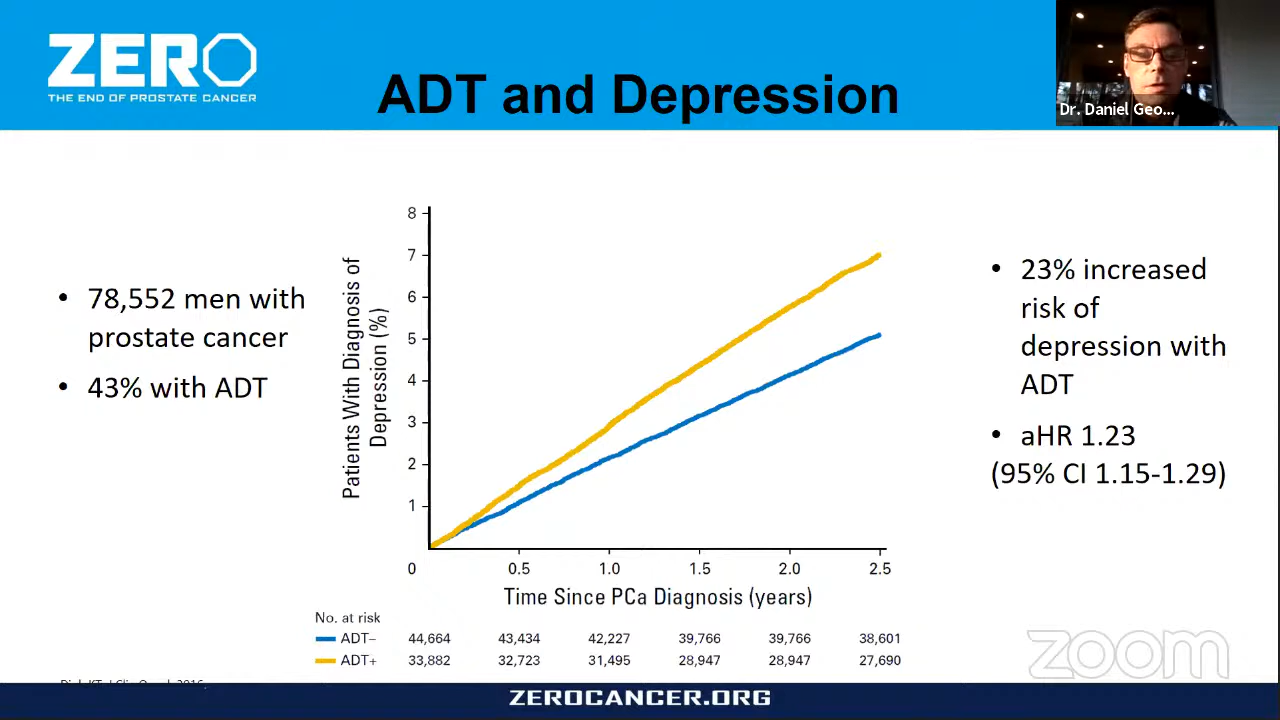 ZERO
THE END OF PROSTATE CANCER
ADT and Depression
Dr. Daniel Geo...
• 78,552 men with
prostate cancer
• 43% with ADT
Patients With Diagnosis of
Depression (%)
8
7
6
5
4
3
2
1
0 0.5 1.0 1.5 2.0 2.5
Time Since PCa Diagnosis (years)
No. at risk
ADT– 44,664 43,434 42,227 39,766 39,766 38,601
ADT+ 33,882 32,723 31,495 28,947 28,947 27,690
• 23% increased
risk of
depression with
ADT
• aHR 1.23
(95% CI 1.15-1.29)
zoom
ZEROCANCER.ORG